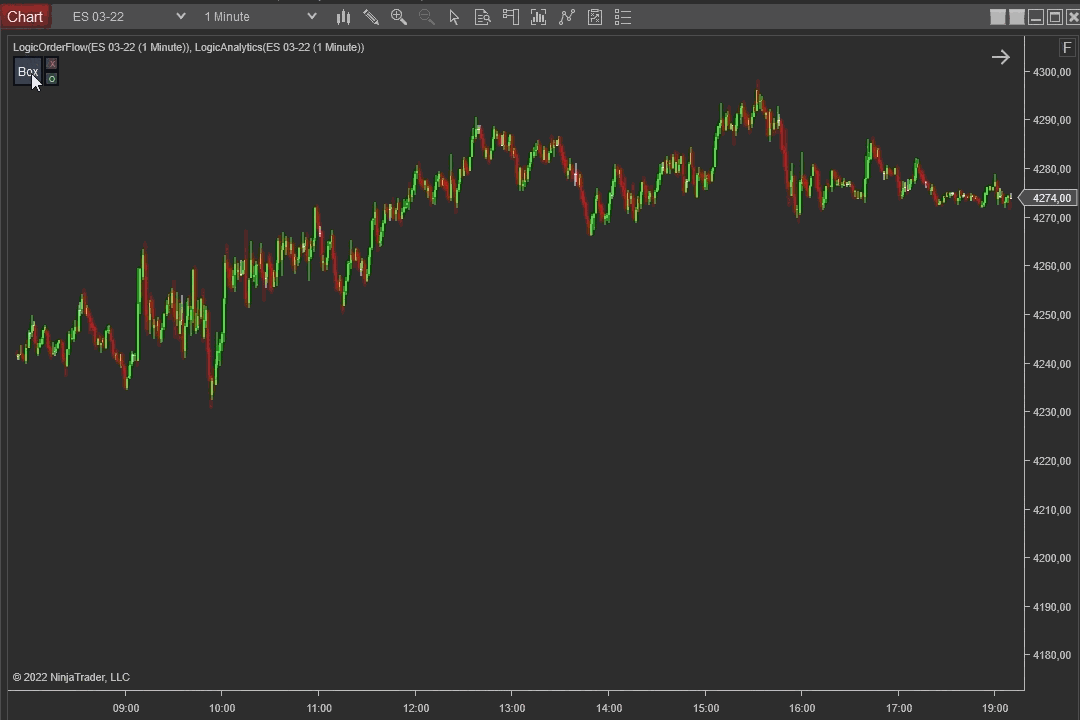 Chart ES 03-22 1 Minute
LogicOrderFlow(ES 03-22 (1 Minute)), LogicAnalytics(ES 03-22 (1 Minute))
F
Box X
O
4300,00
4290,00
4280,00
4274,00
4270,00
4260,00
4250,00
4240,00
4230,00
4220,00
4210,00
4200,00
4190,00
4180,00
© 2022 NinjaTrader, LLC
09:00 10:00 11:00 12:00 13:00 14:00 15:00 16:00 17:00 19:00